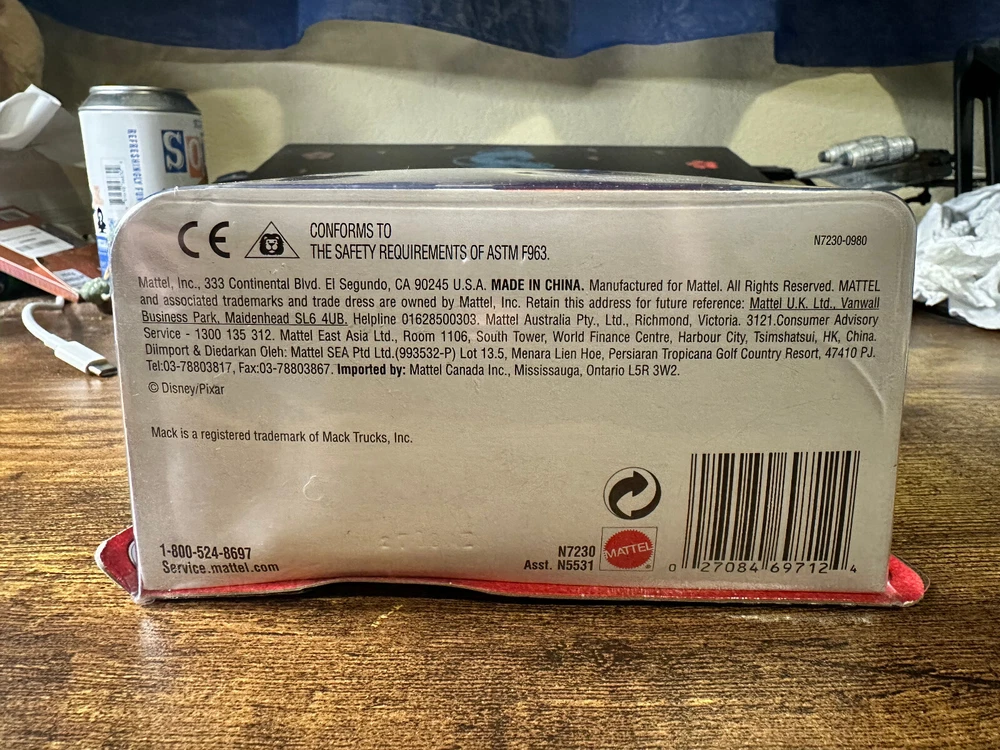 SO
REFRESHINGLY
CE
CONFORMS TO
THE SAFETY REQUIREMENTS OF ASTM F963.
N7230-0980
Mattel, Inc., 333 Continental Blvd. El Segundo, CA 90245 U.S.A. MADE IN CHINA. Manufactured for Mattel. All Rights Reserved. MATTEL
and associated trademarks and trade dress are owned by Mattel, Inc. Retain this address for future reference: Mattel U.K. Ltd., Vanwall
Business Park, Maidenhead SL6 4UB. Helpline 01628500303. Mattel Australia Pty., Ltd., Richmond, Victoria. 3121.Consumer Advisory
Service - 1300 135 312. Mattel East Asia Ltd., Room 1106, South Tower, World Finance Centre, Harbour City, Tsimshatsui, HK, China.
Diimport & Diedarkan Oleh: Mattel SEA Ptd Ltd.(993532-P) Lot 13.5, Menara Lien Hoe, Persiaran Tropicana Golf Country Resort, 47410 PJ.
Tel:03-78803817, Fax:03-78803867. Imported by: Mattel Canada Inc., Mississauga, Ontario L5R 3W2.
© Disney/Pixar
Mack is a registered trademark of Mack Trucks, Inc.
1-800-524-8697
Service.mattel.com
N7230
Asst. N5531
MATTEL
0 27084 69712 4